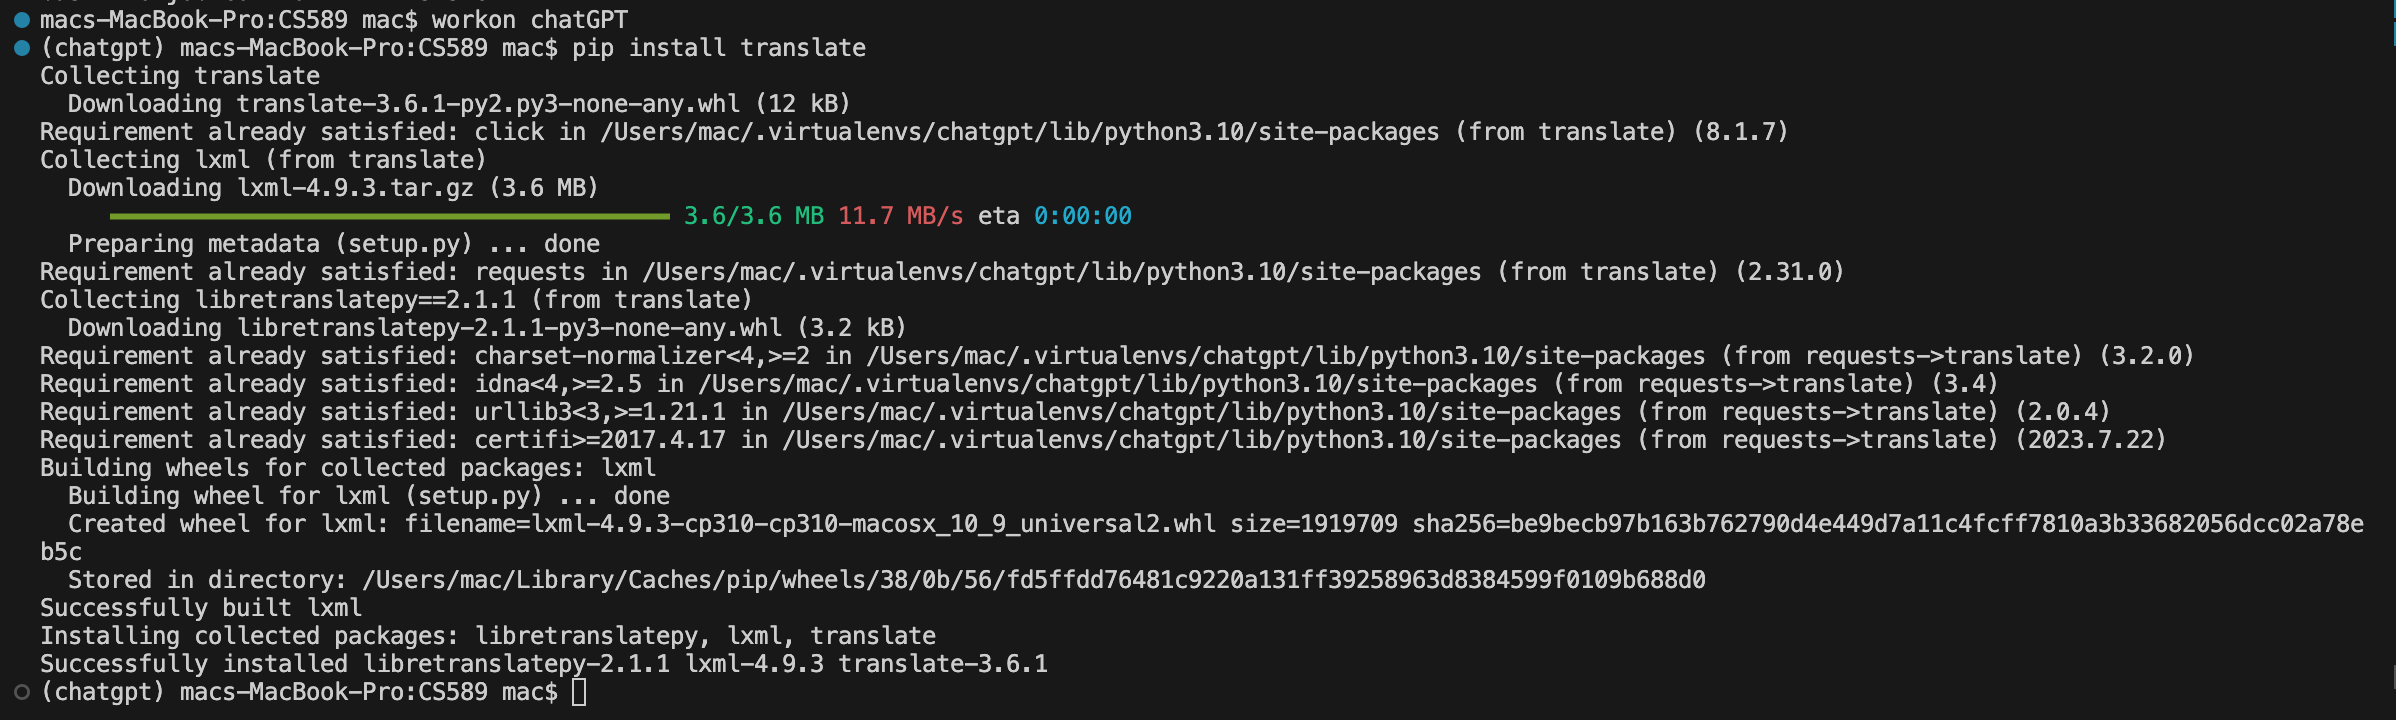 macs-MacBook-Pro:CS589 mac$ workon chatGPT
(chatgpt) macs-MacBook-Pro:CS589 mac$ pip install translate
Collecting translate
  Downloading translate-3.6.1-py2.py3-none-any.whl (12 kB)
Requirement already satisfied: click in /Users/mac/.virtualenvs/chatgpt/lib/python3.10/site-packages (from translate) (8.1.7)
Collecting lxml (from translate)
  Downloading lxml-4.9.3.tar.gz (3.6 MB)
3.6/3.6 MB 11.7 MB/s eta 0:00:00
  Preparing metadata (setup.py) ... done
Requirement already satisfied: requests in /Users/mac/.virtualenvs/chatgpt/lib/python3.10/site-packages (from translate) (2.31.0)
Collecting libretranslatepy==2.1.1 (from translate)
  Downloading libretranslatepy-2.1.1-py3-none-any.whl (3.2 kB)
Requirement already satisfied: charset-normalizer<4,>=2 in /Users/mac/.virtualenvs/chatgpt/lib/python3.10/site-packages (from requests->translate) (3.2.0)
Requirement already satisfied: idna<4,>=2.5 in /Users/mac/.virtualenvs/chatgpt/lib/python3.10/site-packages (from requests->translate) (3.4)
Requirement already satisfied: urllib3<3,>=1.21.1 in /Users/mac/.virtualenvs/chatgpt/lib/python3.10/site-packages (from requests->translate) (2.0.4)
Requirement already satisfied: certifi>=2017.4.17 in /Users/mac/.virtualenvs/chatgpt/lib/python3.10/site-packages (from requests->translate) (2023.7.22)
Building wheels for collected packages: lxml
  Building wheel for lxml (setup.py) ... done
  Created wheel for lxml: filename=lxml-4.9.3-cp310-cp310-macosx_10_9_universal2.whl size=1919709 sha256=be9becb97b163b762790d4e449d7a11c4fcff7810a3b33682056dcc02a78e
b5c
  Stored in directory: /Users/mac/Library/Caches/pip/wheels/38/0b/56/fd5ffdd76481c9220a131ff39258963d8384599f0109b688d0
Successfully built lxml
Installing collected packages: libretranslatepy, lxml, translate
Successfully installed libretranslatepy-2.1.1 lxml-4.9.3 translate-3.6.1
(chatgpt) macs-MacBook-Pro:CS589 mac$